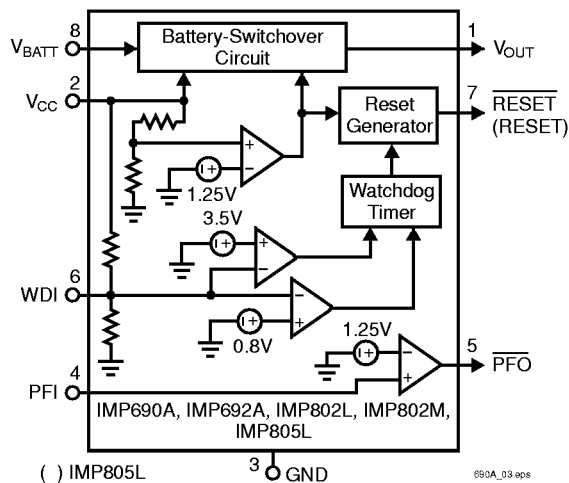 8
VBATT
Battery-Switchover
Circuit
1
VOUT
2
VCC
7
RESET
(RESET)
Reset
Generator
+
−
1.25V
Watchdog
Timer
3.5V
+
−
6
WDI
−
+
0.8V
1.25V
−
+
5
PFO
4
PFI
IMP690A, IMP692A, IMP802L, IMP802M,
IMP805L
3
GND
( ) IMP805L
690A_03.eps